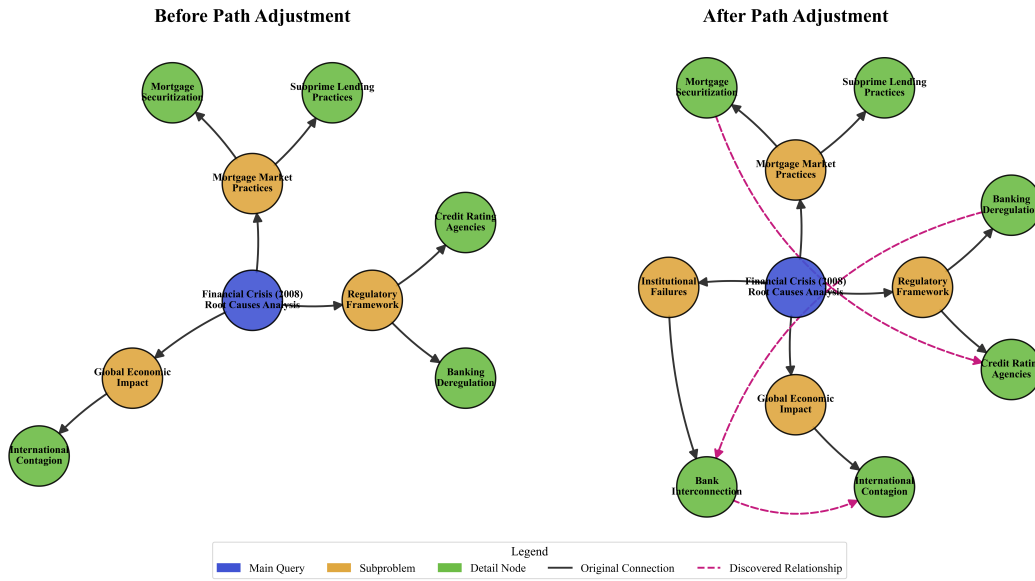 Before Path Adjustment
Mortgage
Securitization
Subprime Lending
Practices
Mortgage Market
Practices
Credit Rating
Agencies
Financial Crisis (2008)
Root Causes Analysis
Regulatory
Framework
Global Economic
Impact
Banking
Deregulation
International
Contagion
After Path Adjustment
Mortgage
Securitization
Subprime Lending
Practices
Mortgage Market
Practices
Banking
Deregulation
Institutional
Failures
Financial Crisis (2008)
Root Causes Analysis
Regulatory
Framework
Credit Rating
Agencies
Global Economic
Impact
Bank
Interconnection
International
Contagion
Legend
Main Query
Subproblem
Detail Node
Original Connection
Discovered Relationship